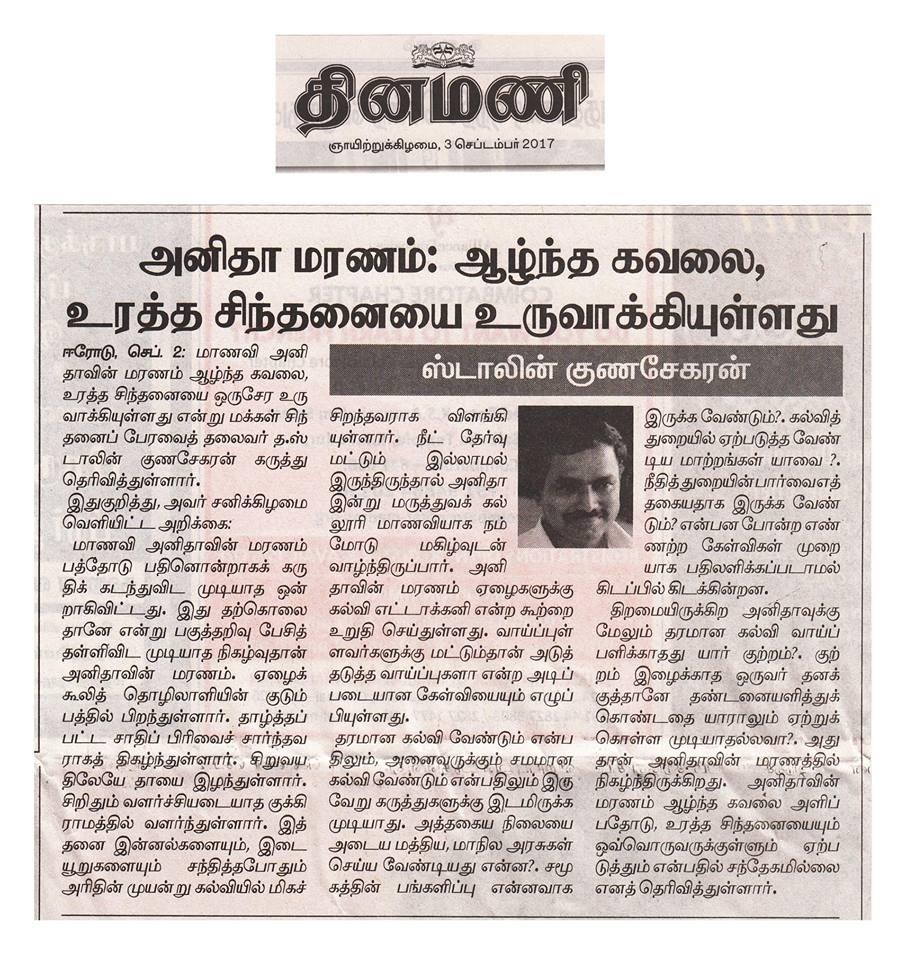 தினமணி
ஞாயிற்றுக்கிழமை, 3 செப்டம்பர் 2017
அனிதா மரணம்: ஆழ்ந்த கவலை,
உரத்த சிந்தனையை உருவாக்கியுள்ளது
ஸ்டாலின் குணசேகரன்
ஈரோடு, செப். 2: மாணவி அனி
தாவின் மரணம் ஆழ்ந்த கவலை,
உரத்த சிந்தனையை ஒருசேர உரு
வாக்கியுள்ளது என்று மக்கள் சிந்
தனைப் பேரவைத் தலைவர் த.ஸ்
டாலின் குணசேகரன் கருத்து
தெரிவித்துள்ளார்.
இதுகுறித்து, அவர் சனிக்கிழமை
வெளியிட்ட அறிக்கை:
மாணவி அனிதாவின் மரணம்
பத்தோடு பதினொன்றாகக் கரு
திக் கடந்துவிட முடியாத ஒன்
றாகிவிட்டது. இது தற்கொலை
தானே என்று பகுத்தறிவு பேசித்
தள்ளிவிட முடியாத நிகழ்வுதான்
அனிதாவின் மரணம். ஏழைக்
கூலித் தொழிலாளியின் குடும்
பத்தில் பிறந்துள்ளார். தாழ்த்தப்
பட்ட சாதிப் பிரிவைச் சார்ந்தவ
ராகத் திகழ்ந்துள்ளார். சிறுவய
திலேயே தாயை இழந்துள்ளார்.
சிறிதும் வளர்ச்சியடையாத குக்கி
ராமத்தில் வளர்ந்துள்ளார். இத்
தனை இன்னல்களையும், இடை
யூறுகளையும் சந்தித்தபோதும்
அரிதின் முயன்று கல்வியில் மிகச்
சிறந்தவராக விளங்கி
யுள்ளார். நீட் தேர்வு
மட்டும் இல்லாமல்
இருந்திருந்தால் அனிதா
இன்று மருத்துவக் கல்
லூரி மாணவியாக நம்
மோடு மகிழ்வுடன்
வாழ்ந்திருப்பார். அனி
தாவின் மரணம் ஏழைகளுக்கு
கல்வி எட்டாக்கனி என்ற கூற்றை
உறுதி செய்துள்ளது. வாய்ப்புள்
ளவர்களுக்கு மட்டும்தான் அடுத்
தடுத்த வாய்ப்புகளா என்ற அடிப்
படையான கேள்வியையும் எழுப்
பியுள்ளது.
தரமான கல்வி வேண்டும் என்ப
திலும், அனைவருக்கும் சமமான
கல்வி வேண்டும் என்பதிலும் இரு
வேறு கருத்துகளுக்கு இடமிருக்க
முடியாது. அத்தகைய நிலையை
அடைய மத்திய, மாநில அரசுகள்
செய்ய வேண்டியது என்ன?. சமூ
கத்தின் பங்களிப்பு என்னவாக
இருக்க வேண்டும்?. கல்வித்
துறையில் ஏற்படுத்த வேண்
டிய மாற்றங்கள் யாவை ?.
நீதித்துறையின் பார்வை எத்
தகையதாக இருக்க வேண்
டும்? என்பன போன்ற எண்
ணற்ற கேள்விகள் முறை
யாக பதிலளிக்கப்படாமல்
கிடப்பில் கிடக்கின்றன.
திறமையிருக்கிற அனிதாவுக்கு
மேலும் தரமான கல்வி வாய்ப்
பளிக்காதது யார் குற்றம்?. குற்
றம் இழைக்காத ஒருவர் தனக்
குத்தானே தண்டனையளித்துக்
கொண்டதை யாராலும் ஏற்றுக்
கொள்ள முடியாதல்லவா?. அது
தான் அனிதாவின் மரணத்தில்
நிகழ்ந்திருக்கிறது. அனிதாவின்
மரணம் ஆழ்ந்த கவலை அளிப்
பதோடு, உரத்த சிந்தனையையும்
ஒவ்வொருவருக்குள்ளும் ஏற்ப
டுத்தும் என்பதில் சந்தேகமில்லை
எனத் தெரிவித்துள்ளார்.